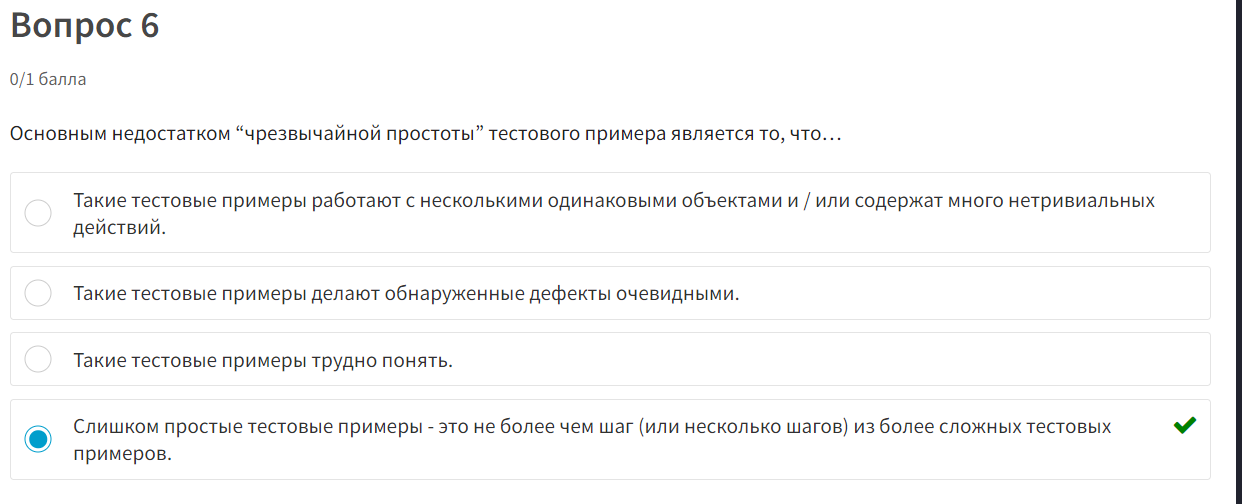 Вопрос 6
0/1 балла
Основным недостатком “чрезвычайной простоты” тестового примера является то, что…
Такие тестовые примеры работают с несколькими одинаковыми объектами и / или содержат много нетривиальных
действий.
Такие тестовые примеры делают обнаруженные дефекты очевидными.
Такие тестовые примеры трудно понять.
Слишком простые тестовые примеры - это не более чем шаг (или несколько шагов) из более сложных тестовых
примеров.